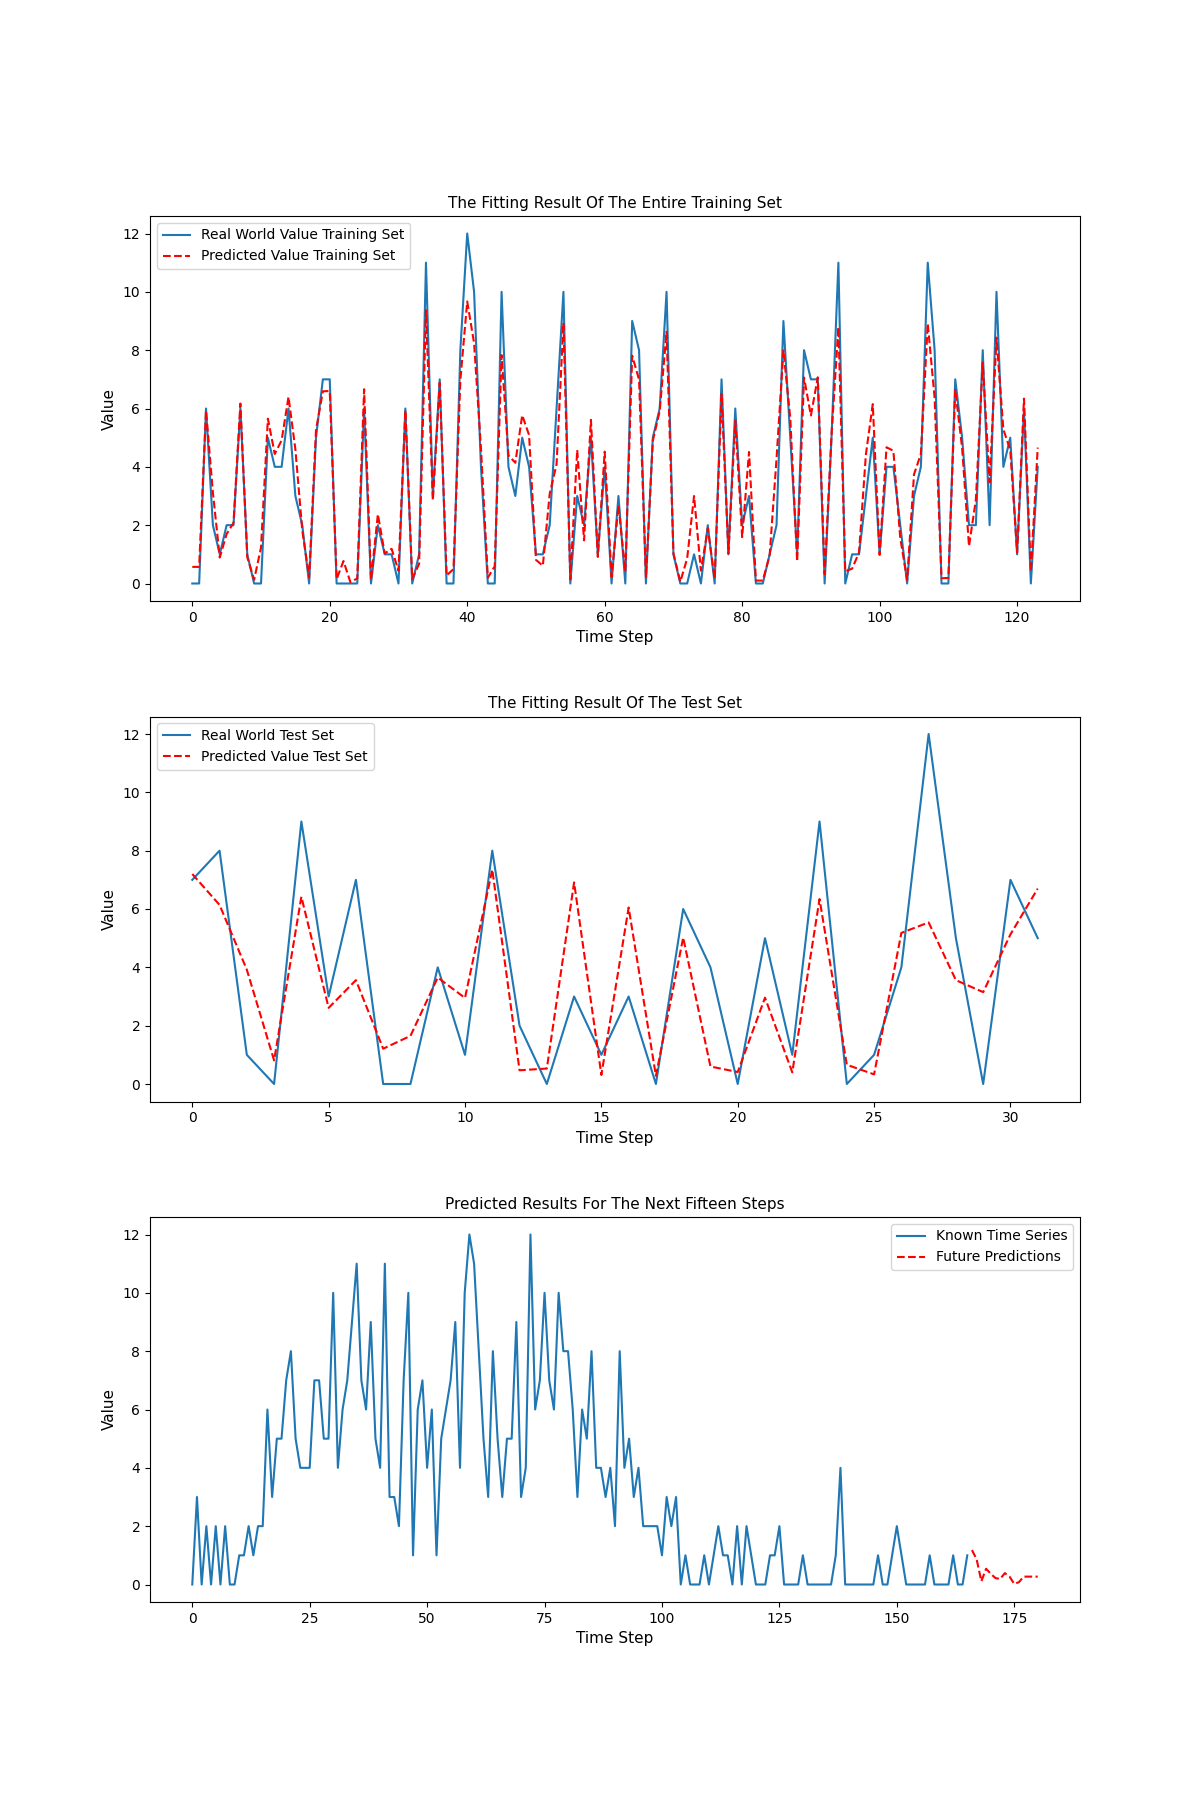 The Fitting Result Of The Entire Training Set
Real World Value Training Set
Predicted Value Training Set
12
10
8
6
4
2
0
Value
0 20 40 60 80 100 120
Time Step
The Fitting Result Of The Test Set
Real World Test Set
Predicted Value Test Set
12
10
8
6
4
2
0
Value
0 5 10 15 20 25 30
Time Step
Predicted Results For The Next Fifteen Steps
Known Time Series
Future Predictions
12
10
8
6
4
2
0
Value
0 25 50 75 100 125 150 175
Time Step